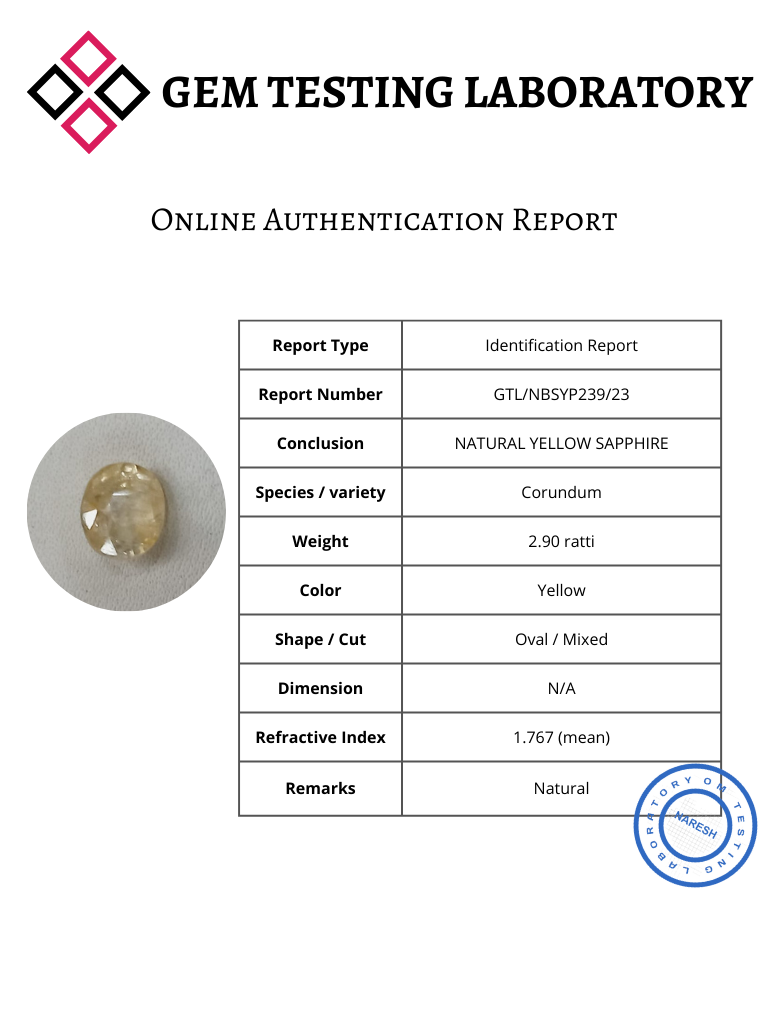 GEM TESTING LABORATORY
Online Authentication Report
Report Type Identification Report
Report Number GTL/NBSYP239/23
Conclusion NATURAL YELLOW SAPPHIRE
Species / variety Corundum
Weight 2.90 ratti
Color Yellow
Shape / Cut Oval / Mixed
Dimension N/A
Refractive Index 1.767 (mean)
Remarks Natural
OM TESTING LABORATORY
NARESH